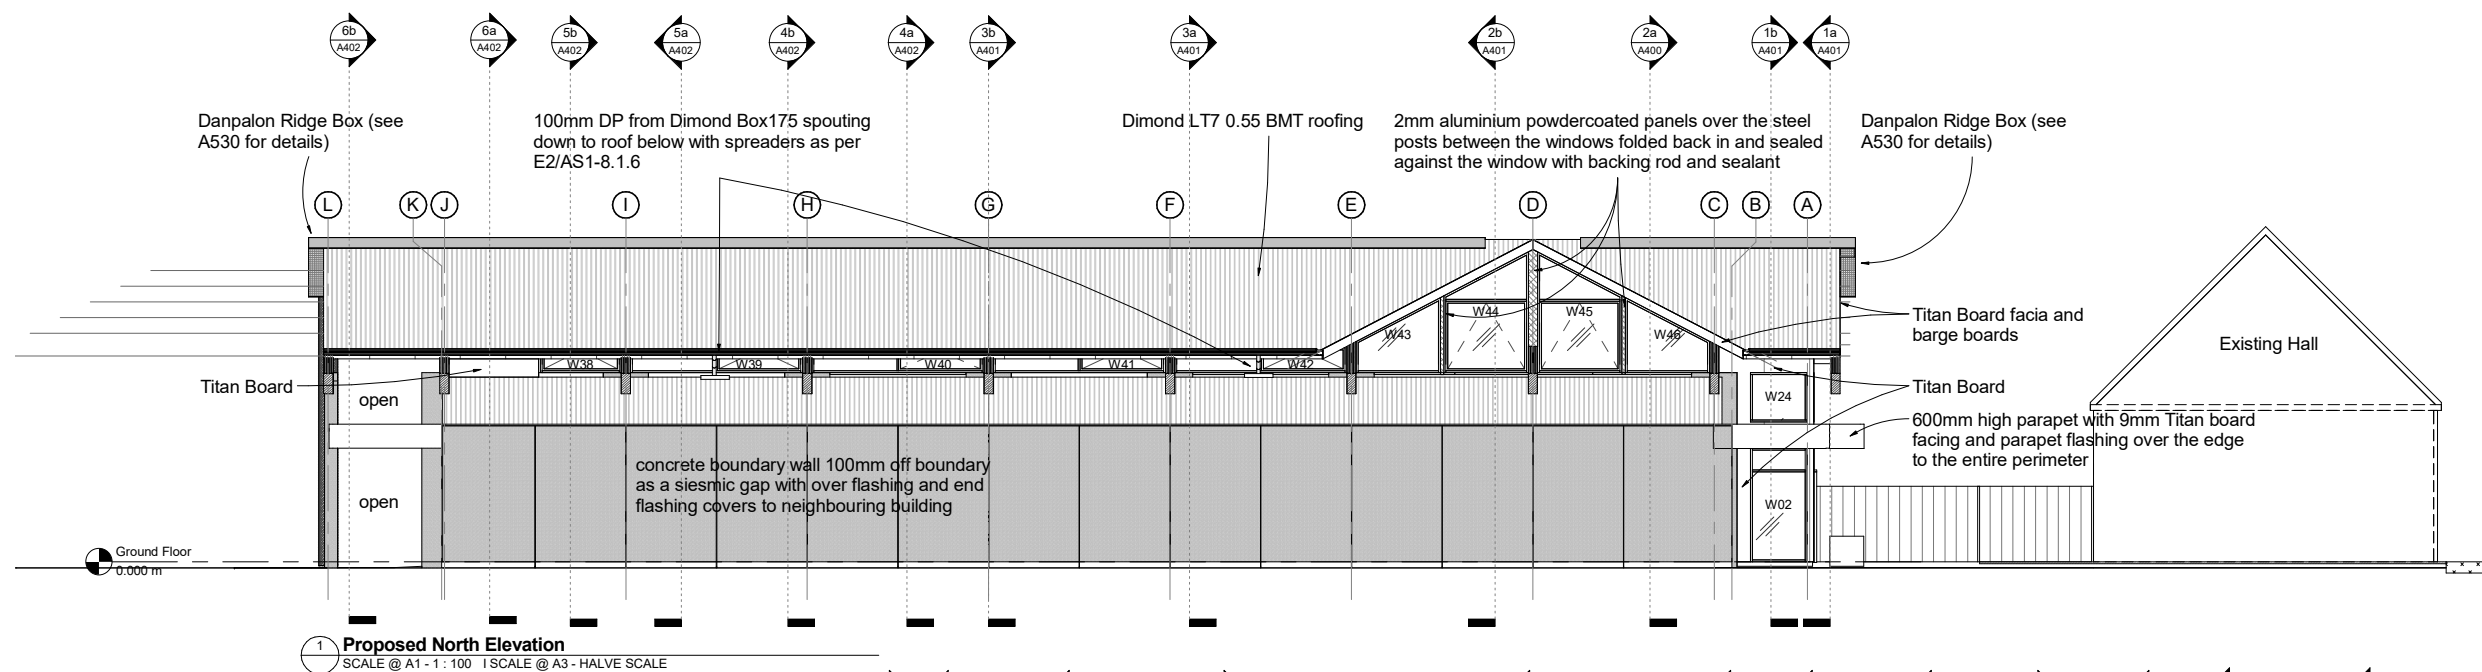 6b
A402
6a
A402
5b
A402
5a
A402
4b
A402
4a
A402
3b
A401
3a
A401
2b
A401
2a
A400
1b
A401
1a
A401
Danpalon Ridge Box (see
A530 for details)
100mm DP from Dimond Box175 spouting
down to roof below with spreaders as per
E2/AS1-8.1.6
Dimond LT7 0.55 BMT roofing
2mm aluminium powdercoated panels over the steel
posts between the windows folded back in and sealed
against the window with backing rod and sealant
Danpalon Ridge Box (see
A530 for details)
L
K
J
I
H
G
F
E
D
C
B
A
W43
W44
W45
W46
Titan Board facia and
barge boards
Existing Hall
W38
W39
W40
W41
W42
Titan Board
open
W24
Titan Board
600mm high parapet with 9mm Titan board
facing and parapet flashing over the edge
to the entire perimeter
concrete boundary wall 100mm off boundary
as a siesmic gap with over flashing and end
flashing covers to neighbouring building
open
W02
Ground Floor
0.000 m
1
Proposed North Elevation
SCALE @ A1 - 1 : 100 I SCALE @ A3 - HALVE SCALE